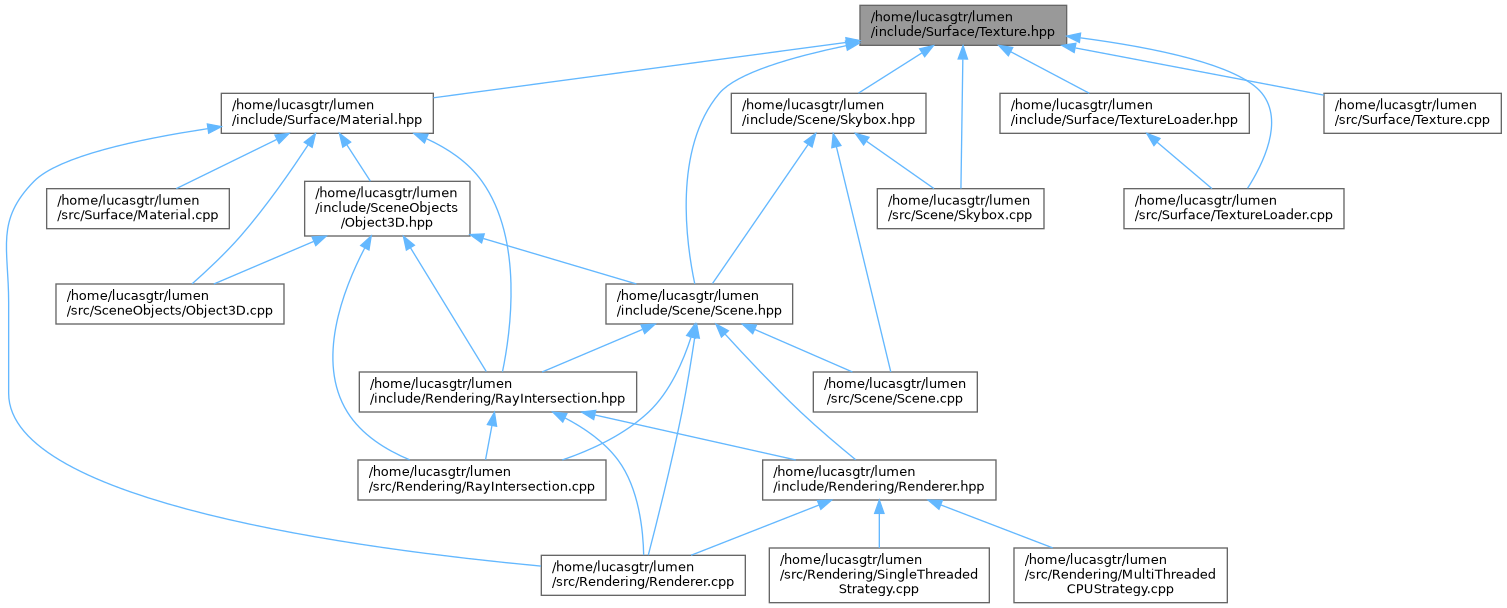 /home/lucasgtr/lumen
/include/Surface/Texture.hpp
/home/lucasgtr/lumen
/include/Surface/Material.hpp
/home/lucasgtr/lumen
/include/Scene/Skybox.hpp
/home/lucasgtr/lumen
/include/Surface/TextureLoader.hpp
/home/lucasgtr/lumen
/src/Surface/Texture.cpp
/home/lucasgtr/lumen
/src/Surface/Material.cpp
/home/lucasgtr/lumen
/include/SceneObjects
/Object3D.hpp
/home/lucasgtr/lumen
/src/Scene/Skybox.cpp
/home/lucasgtr/lumen
/src/Surface/TextureLoader.cpp
/home/lucasgtr/lumen
/src/SceneObjects/Object3D.cpp
/home/lucasgtr/lumen
/include/Scene/Scene.hpp
/home/lucasgtr/lumen
/include/Rendering/RayIntersection.hpp
/home/lucasgtr/lumen
/src/Scene/Scene.cpp
/home/lucasgtr/lumen
/src/Rendering/RayIntersection.cpp
/home/lucasgtr/lumen
/include/Rendering/Renderer.hpp
/home/lucasgtr/lumen
/src/Rendering/Renderer.cpp
/home/lucasgtr/lumen
/src/Rendering/SingleThreaded
Strategy.cpp
/home/lucasgtr/lumen
/src/Rendering/MultiThreaded
CPUStrategy.cpp